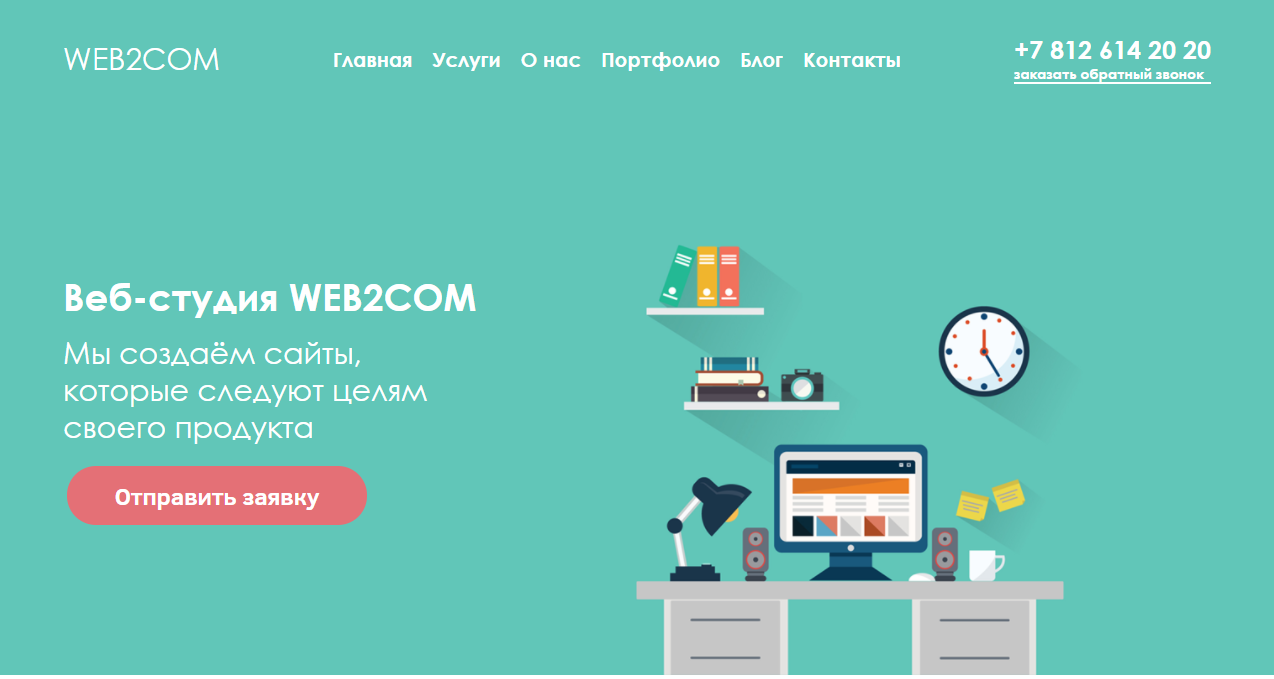 WEB2COM
Главная Услуги О нас Портфолио Блог Контакты
+7 812 614 20 20
заказать обратный звонок
Веб-студия WEB2COM
Мы создаём сайты,
которые следуют целям
своего продукта
Отправить заявку